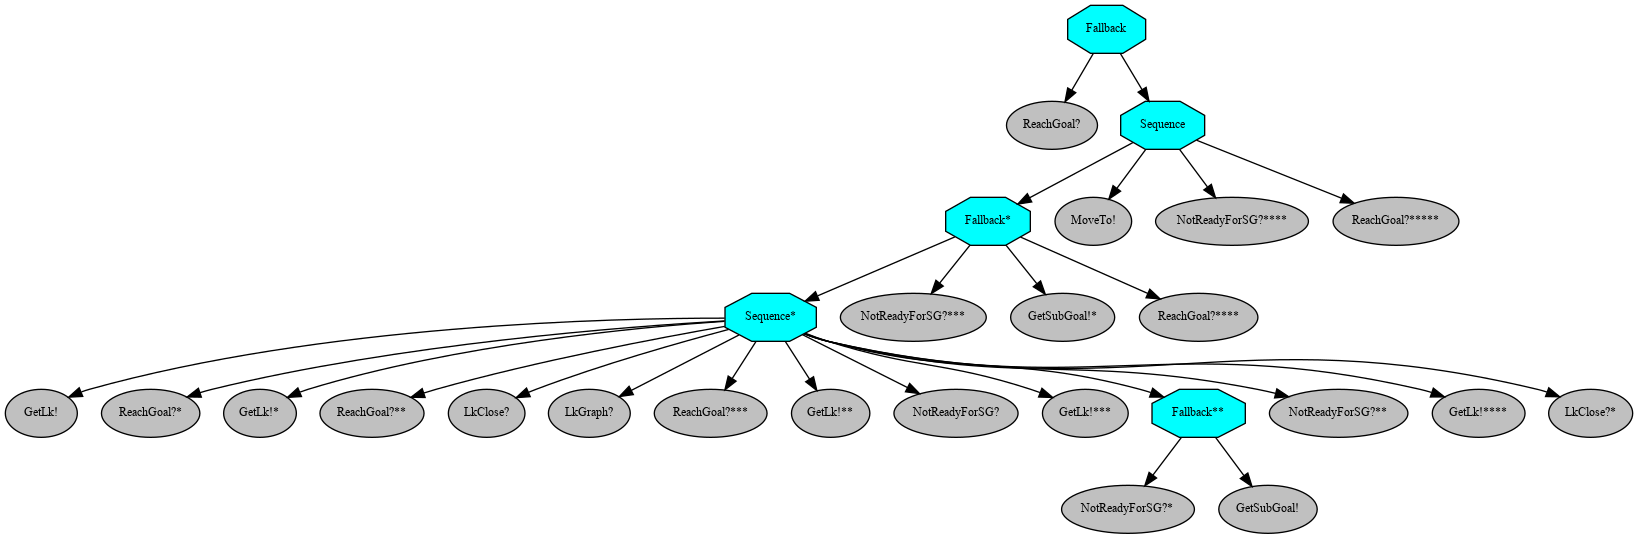 Fallback
ReachGoal?
Sequence
Fallback*
MoveTo!
NotReadyForSG?****
ReachGoal?*****
Sequence*
NotReadyForSG?***
GetSubGoal!*
ReachGoal?****
GetLk!
ReachGoal?*
GetLk!*
ReachGoal?**
LkClose?
LkGraph?
ReachGoal?***
GetLk!**
NotReadyForSG?
GetLk!***
Fallback**
NotReadyForSG?**
GetLk!****
LkClose?*
NotReadyForSG?*
GetSubGoal!